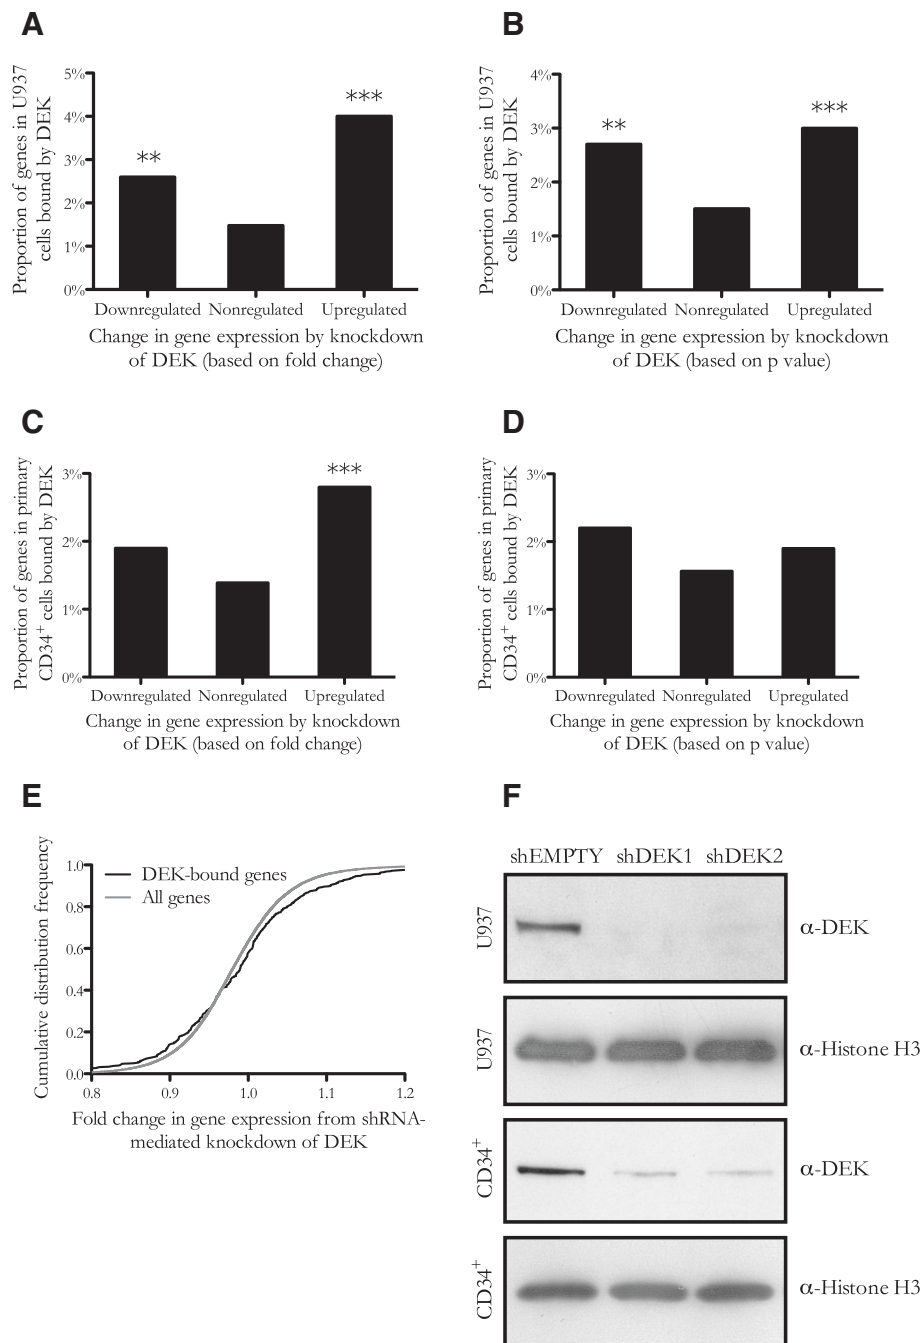 A
Proportion of genes in U937
cells bound by DEK
5%
4%
3%
2%
1%
0%
**
***
Downregulated Nonregulated Upregulated
Change in gene expression by knockdown
of DEK (based on fold change)
B
Proportion of genes in U937
cells bound by DEK
4%
3%
2%
1%
0%
**
***
Downregulated Nonregulated Upregulated
Change in gene expression by knockdown
of DEK (based on p value)
C
Proportion of genes in primary
CD34+ cells bound by DEK
3%
2%
1%
0%
***
Downregulated Nonregulated Upregulated
Change in gene expression by knockdown
of DEK (based on fold change)
D
Proportion of genes in primary
CD34+ cells bound by DEK
3%
2%
1%
0%
Downregulated Nonregulated Upregulated
Change in gene expression by knockdown
of DEK (based on p value)
E
Cumulative distribution frequency
1.0
0.8
0.6
0.4
0.2
0.0
DEK-bound genes
All genes
0.8 0.9 1.0 1.1 1.2
Fold change in gene expression from shRNA-
mediated knockdown of DEK
F
shEMPTY shDEK1 shDEK2
U937
α-DEK
U937
α-Histone H3
CD34+
α-DEK
CD34+
α-Histone H3